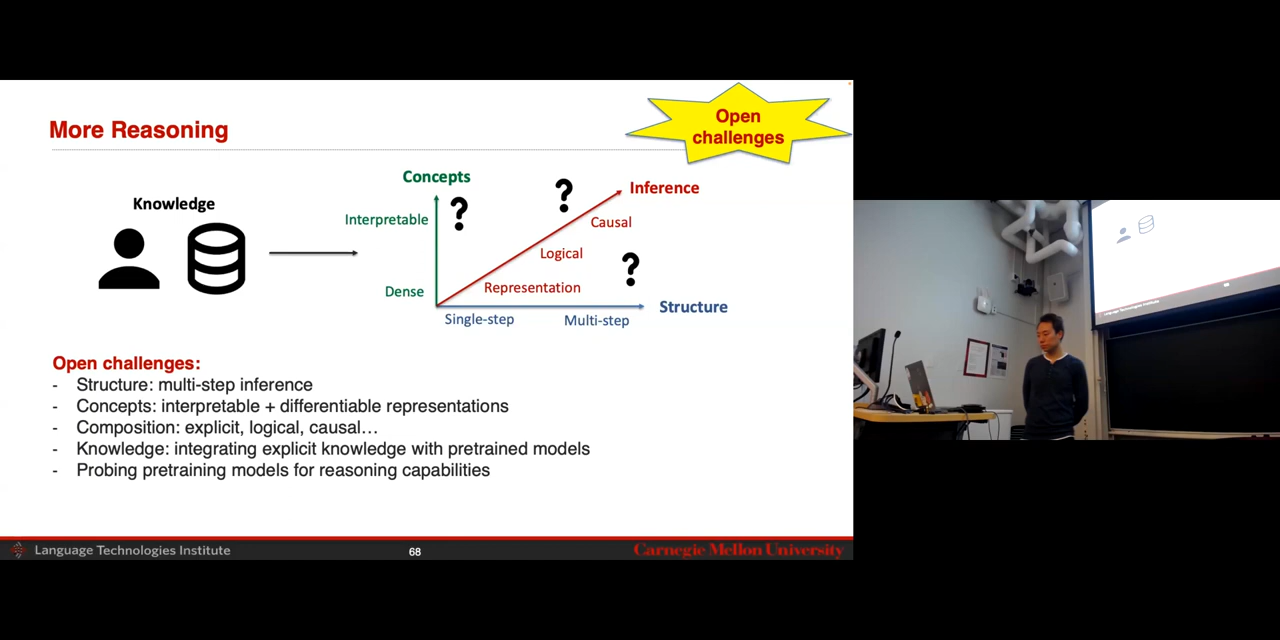 More Reasoning
Open
challenges
Knowledge
Concepts
Interpretable
Dense
Inference
Causal
Logical
Representation
Structure
Single-step
Multi-step
?
?
?
Open challenges:
- Structure: multi-step inference
- Concepts: interpretable + differentiable representations
- Composition: explicit, logical, causal…
- Knowledge: integrating explicit knowledge with pretrained models
- Probing pretraining models for reasoning capabilities
Language Technologies Institute
68
Carnegie Mellon University